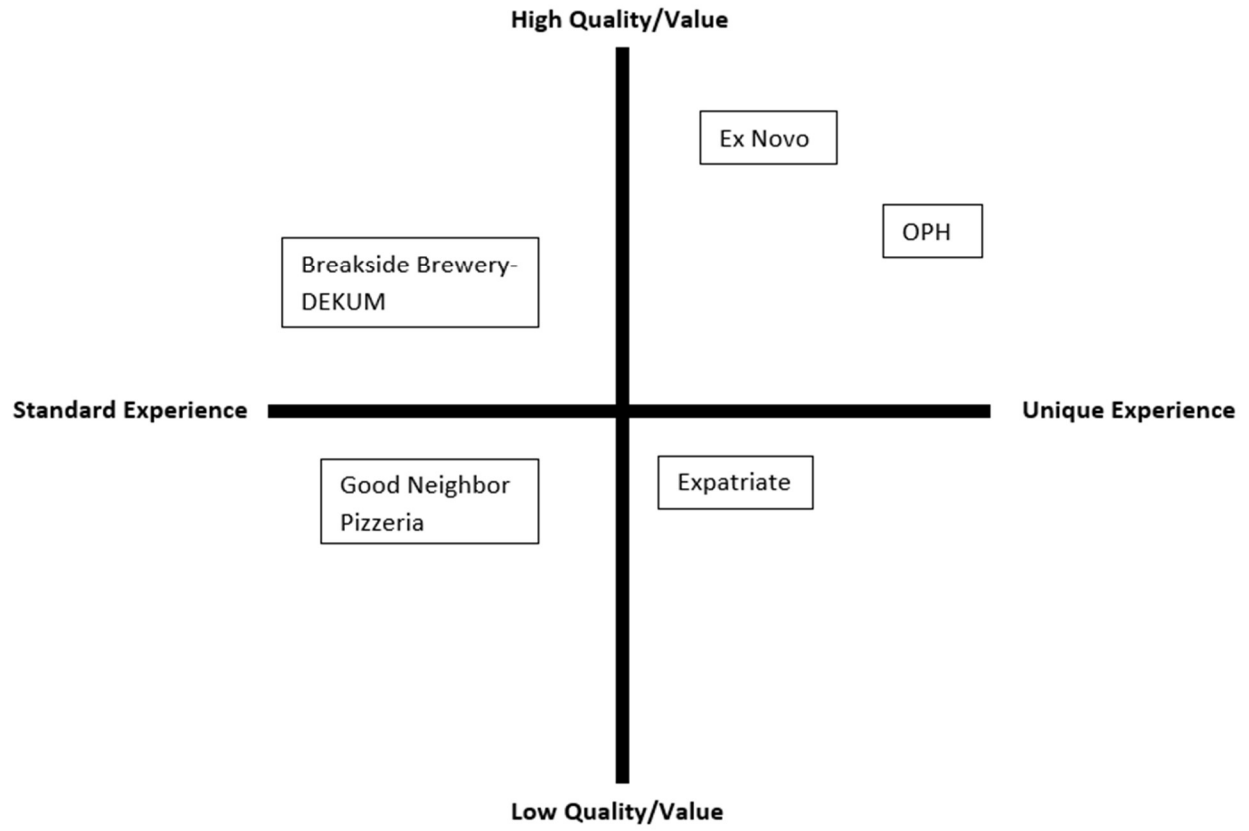 High Quality/Value
Ex Novo
OPH
Breakside Brewery-
DEKUM
Standard Experience
Unique Experience
Good Neighbor
Pizzeria
Expatriate
Low Quality/Value